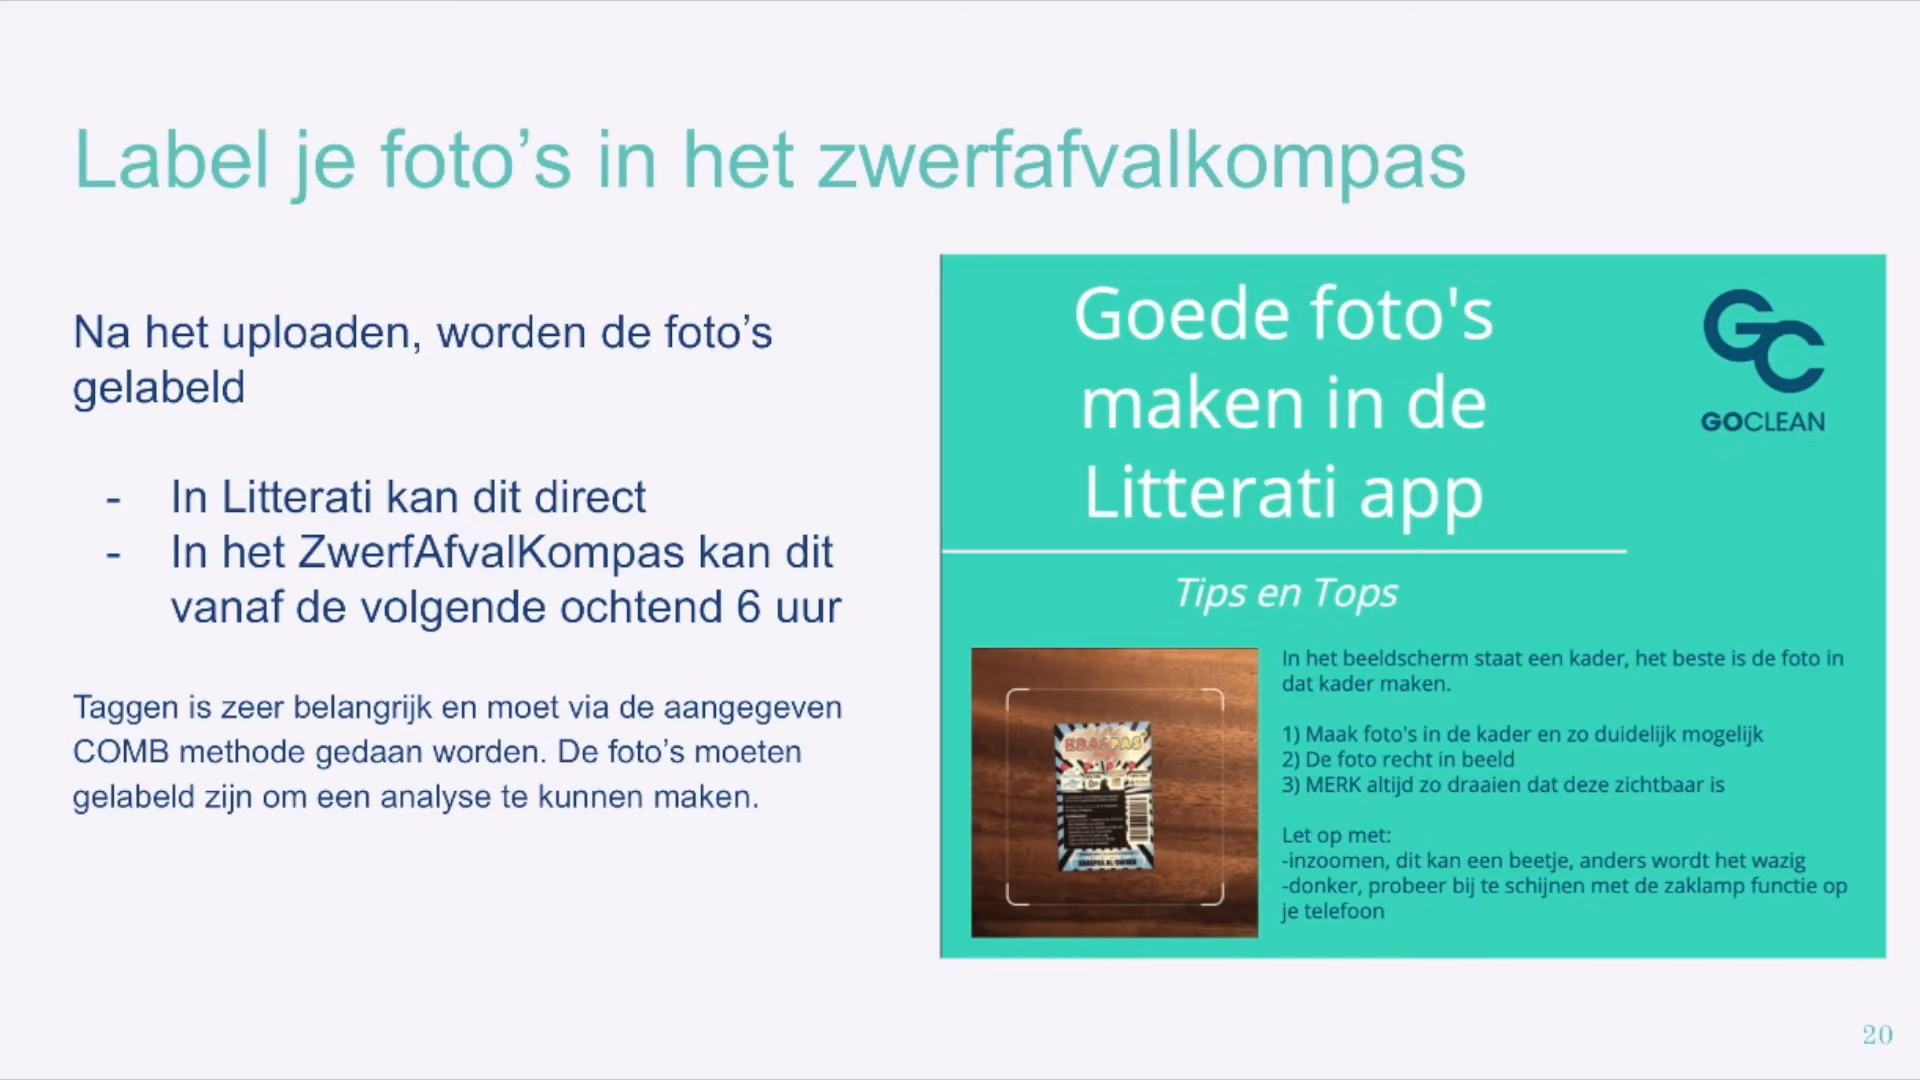 Label je foto’s in het zwerfafvalkompas
Na het uploaden, worden de foto’s
gelabeld
- In Litterati kan dit direct
- In het ZwerfAfvalKompas kan dit
vanaf de volgende ochtend 6 uur
Taggen is zeer belangrijk en moet via de aangegeven
COMB methode gedaan worden. De foto’s moeten
gelabeld zijn om een analyse te kunnen maken.
Goede foto's
maken in de
Litterati app
GC
GOCLEAN
Tips en Tops
In het beeldscherm staat een kader, het beste is de foto in
dat kader maken.
1) Maak foto's in de kader en zo duidelijk mogelijk
2) De foto recht in beeld
3) MERK altijd zo draaien dat deze zichtbaar is
Let op met:
-inzoomen, dit kan een beetje, anders wordt het wazig
-donker, probeer bij te schijnen met de zaklamp functie op
je telefoon
20